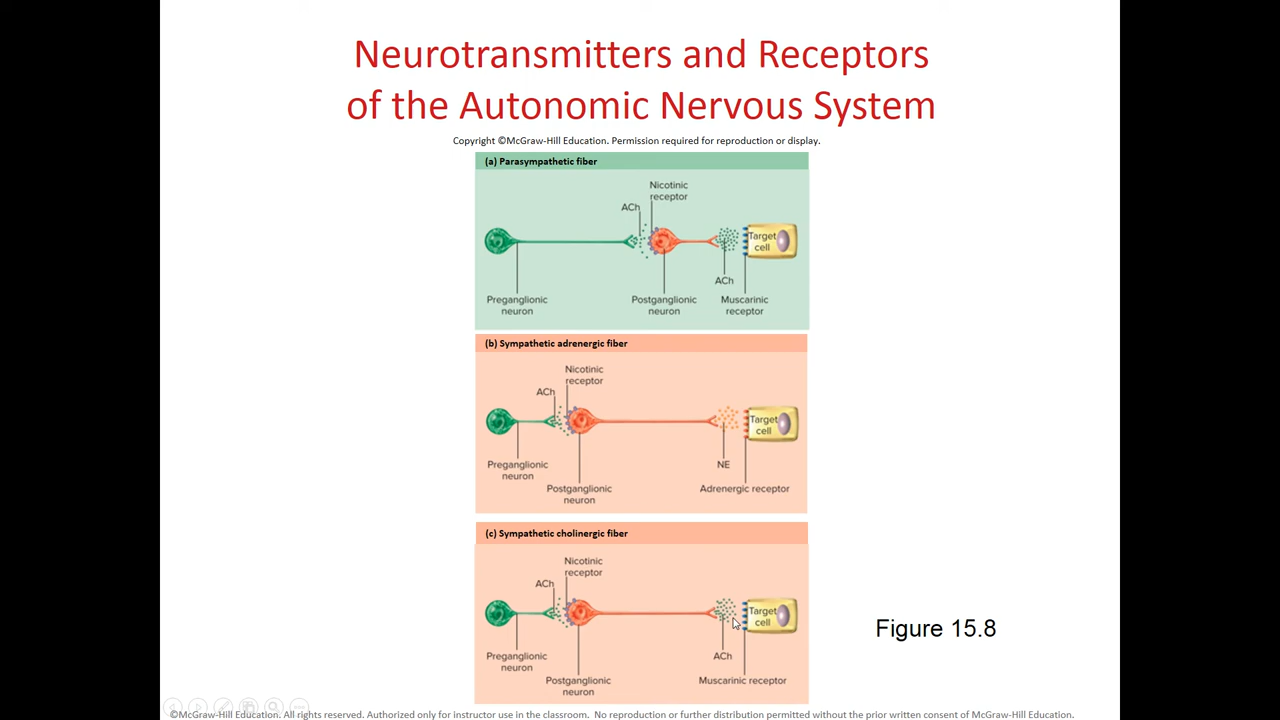 Neurotransmitters and Receptors
of the Autonomic Nervous System
Copyright ©McGraw-Hill Education. Permission required for reproduction or display.
(a) Parasympathetic fiber
Nicotinic
receptor
ACh
Target
cell
ACh
Preganglionic
neuron
Postganglionic
neuron
Muscarinic
receptor
(b) Sympathetic adrenergic fiber
Nicotinic
receptor
ACh
Target
cell
Preganglionic
neuron
NE
Postganglionic
neuron
Adrenergic receptor
(c) Sympathetic cholinergic fiber
Nicotinic
receptor
ACh
Target
cell
Preganglionic
neuron
ACh
Postganglionic
neuron
Muscarinic receptor
Figure 15.8
©McGraw-Hill Education. All rights reserved. Authorized only for instructor use in the classroom. No reproduction or further distribution permitted without the prior written consent of McGraw-Hill Education.